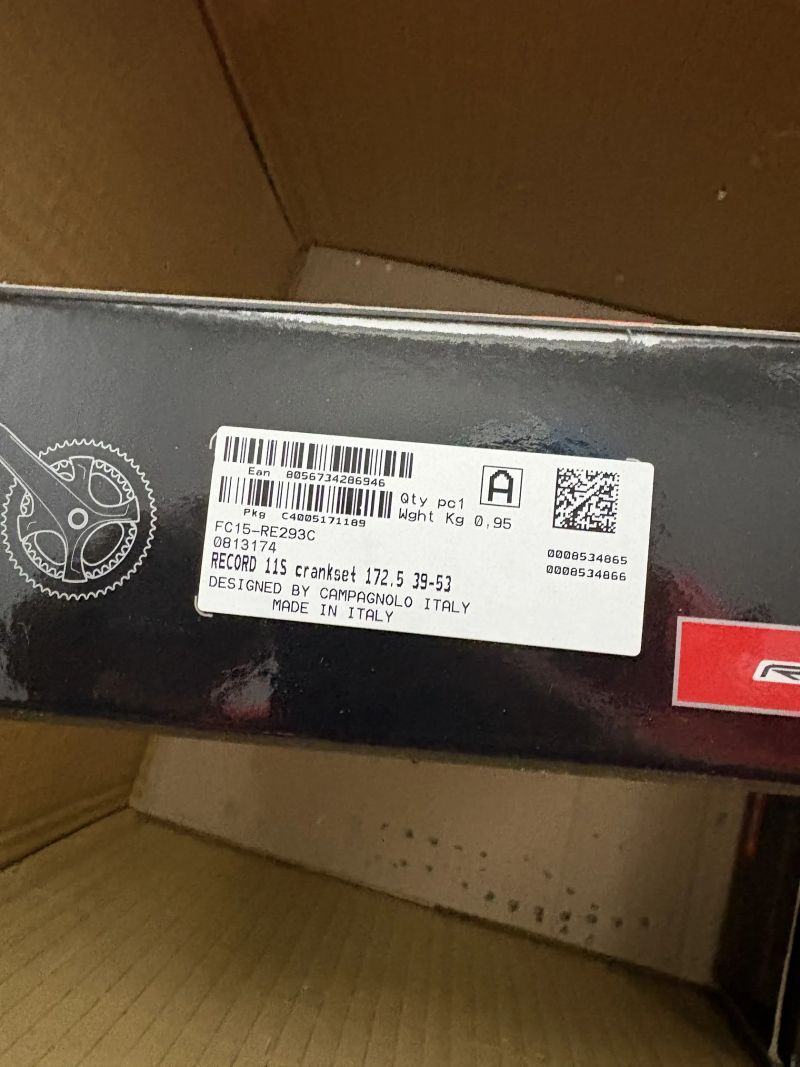 Ean 8056734286946
Pkg C4005171189
Qty pc1
Wght Kg 0,95
A
FC15-RE293C
0813174
RECORD 11S crankset 172.5 39-53
DESIGNED BY CAMPAGNOLO ITALY
MADE IN ITALY
0008534865
0008534866